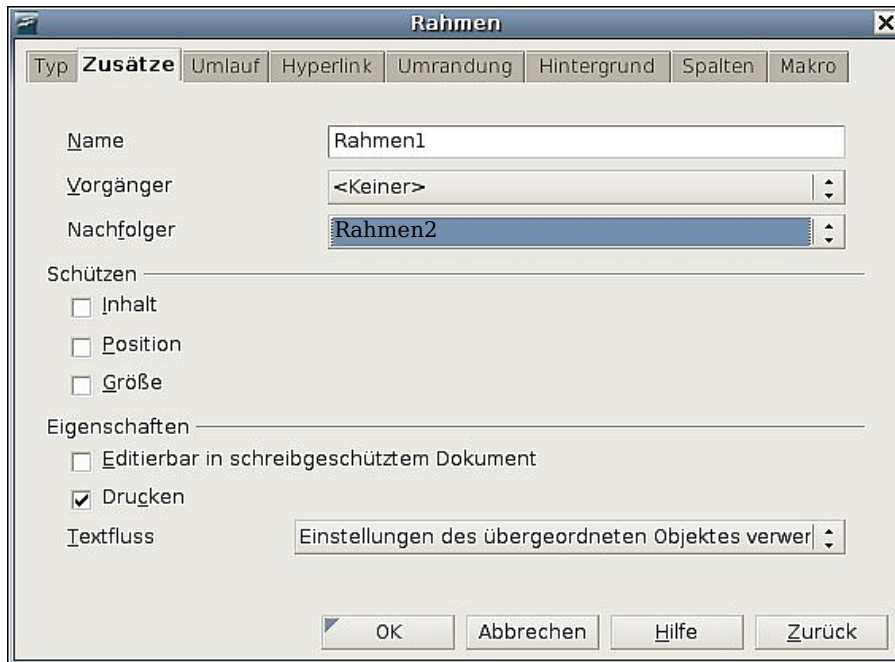 Rahmen
Typ Zusätze Umlauf Hyperlink Umrandung Hintergrund Spalten Makro
Name Rahmen1
Vorgänger <Keiner>
Nachfolger Rahmen2
Schützen
Inhalt
Position
Größe
Eigenschaften
Editierbar in schreibgeschütztem Dokument
Drucken
Textfluss Einstellungen des übergeordneten Objektes verwer
OK Abbrechen Hilfe Zurück